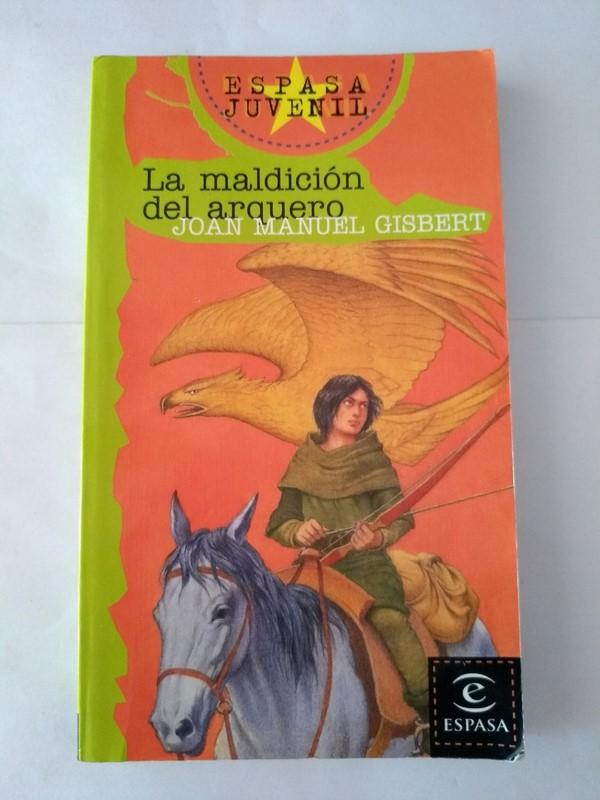 ESPASA
JUVENIL
La maldición
del arquero
JOAN MANUEL GISBERT
e
ESPASA